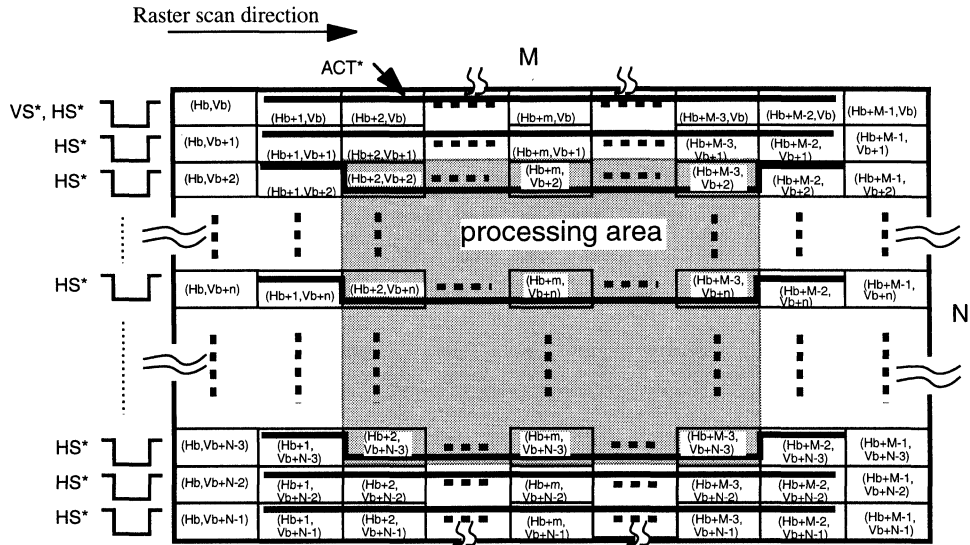 Raster scan direction
M
ACT*
VS*, HS*
(Hb,Vb)
(Hb+1,Vb)
(Hb+2,Vb)
(Hb+m,Vb)
(Hb+M-3,Vb)
(Hb+M-2,Vb)
(Hb+M-1,Vb)
HS*
(Hb,Vb+1)
(Hb+1,Vb+1)
(Hb+2,Vb+1)
(Hb+m,Vb+1)
(Hb+M-3,
Vb+1)
(Hb+M-2,
Vb+1)
(Hb+M-1,
Vb+1)
HS*
(Hb,Vb+2)
(Hb+1,Vb+2)
(Hb+2,Vb+2)
(Hb+m,
Vb+2)
(Hb+M-3,
Vb+2)
(Hb+M-2,
Vb+2)
(Hb+M-1,
Vb+2)
processing area
HS*
(Hb,Vb+n)
(Hb+1,Vb+n)
(Hb+2,Vb+n)
(Hb+m,
Vb+n)
(Hb+M-3,
Vb+n)
(Hb+M-2,
Vb+n)
(Hb+M-1,
Vb+n)
N
HS*
(Hb,Vb+N-3)
(Hb+1,
Vb+N-3)
(Hb+2,
Vb+N-3)
(Hb+m,
Vb+N-3)
(Hb+M-3,
Vb+N-3)
(Hb+M-2,
Vb+N-3)
(Hb+M-1,
Vb+N-3)
HS*
(Hb,Vb+N-2)
(Hb+1,
Vb+N-2)
(Hb+2,
Vb+N-2)
(Hb+m,
Vb+N-2)
(Hb+M-3,
Vb+N-2)
(Hb+M-2,
Vb+N-2)
(Hb+M-1,
Vb+N-2)
HS*
(Hb,Vb+N-1)
(Hb+1,
Vb+N-1)
(Hb+2,
Vb+N-1)
(Hb+m,
Vb+N-1)
(Hb+M-3,
Vb+N-1)
(Hb+M-2,
Vb+N-1)
(Hb+M-1,
Vb+N-1)